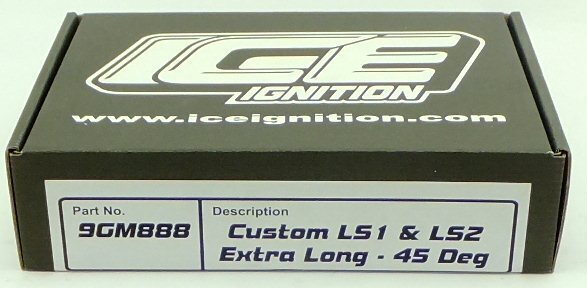 ICE
IGNITION
www.iceignition.com
Part No.
9GM888
Description
Custom LS1 & LS2
Extra Long - 45 Deg